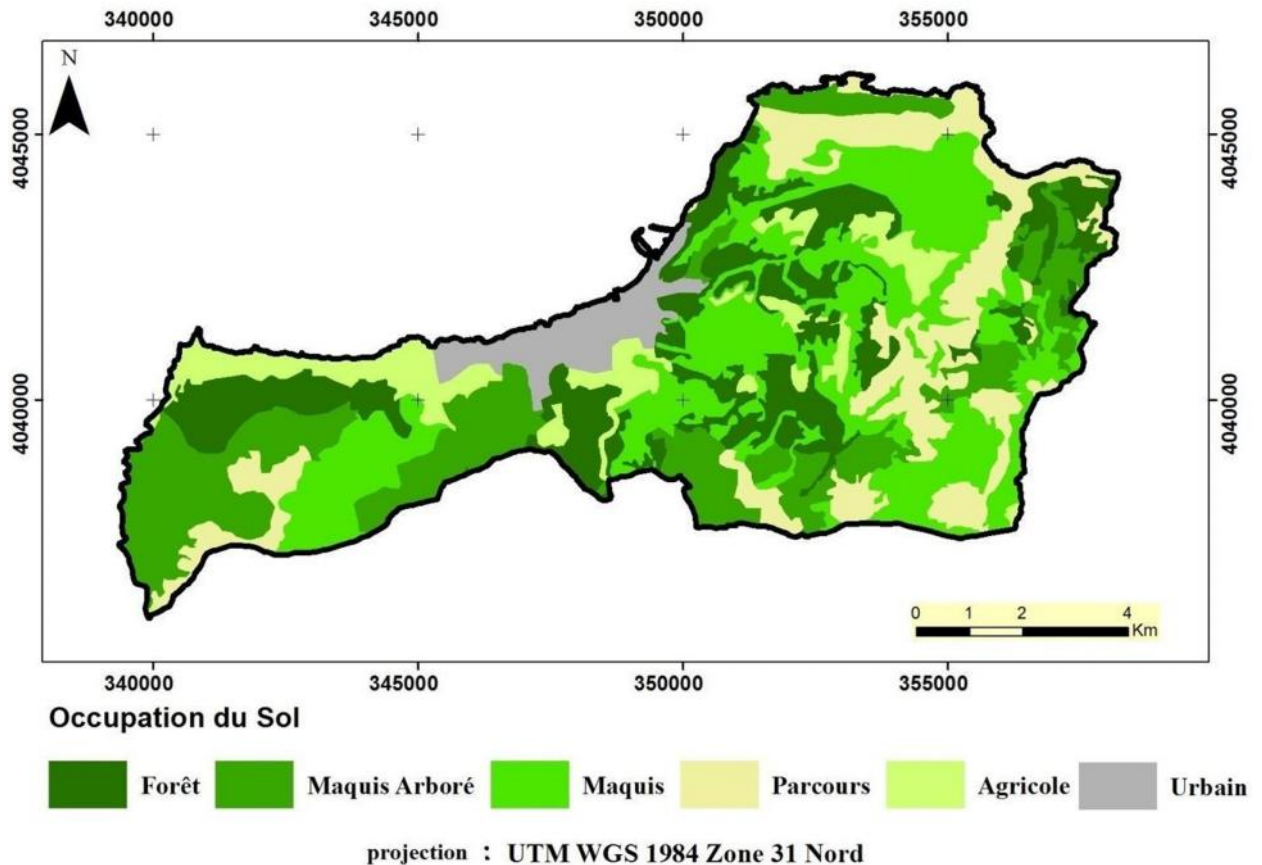 340000 345000 350000 355000
N
4045000 4045000
4040000 4040000
0 1 2 4
Km
340000 345000 350000 355000
Occupation du Sol
Forêt Maquis Arboré Maquis Parcours Agricole Urbain
projection : UTM WGS 1984 Zone 31 Nord